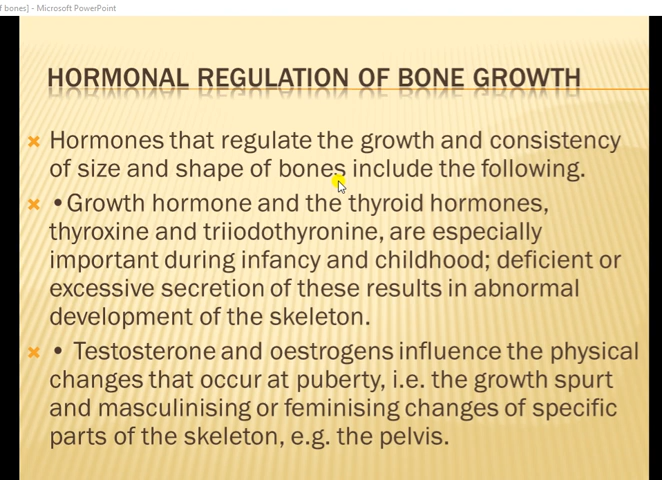 f bones] - Microsoft PowerPoint
HORMONAL REGULATION OF BONE GROWTH
Hormones that regulate the growth and consistency
of size and shape of bones include the following.
•Growth hormone and the thyroid hormones,
thyroxine and triiodothyronine, are especially
important during infancy and childhood; deficient or
excessive secretion of these results in abnormal
development of the skeleton.
• Testosterone and oestrogens influence the physical
changes that occur at puberty, i.e. the growth spurt
and masculinising or feminising changes of specific
parts of the skeleton, e.g. the pelvis.